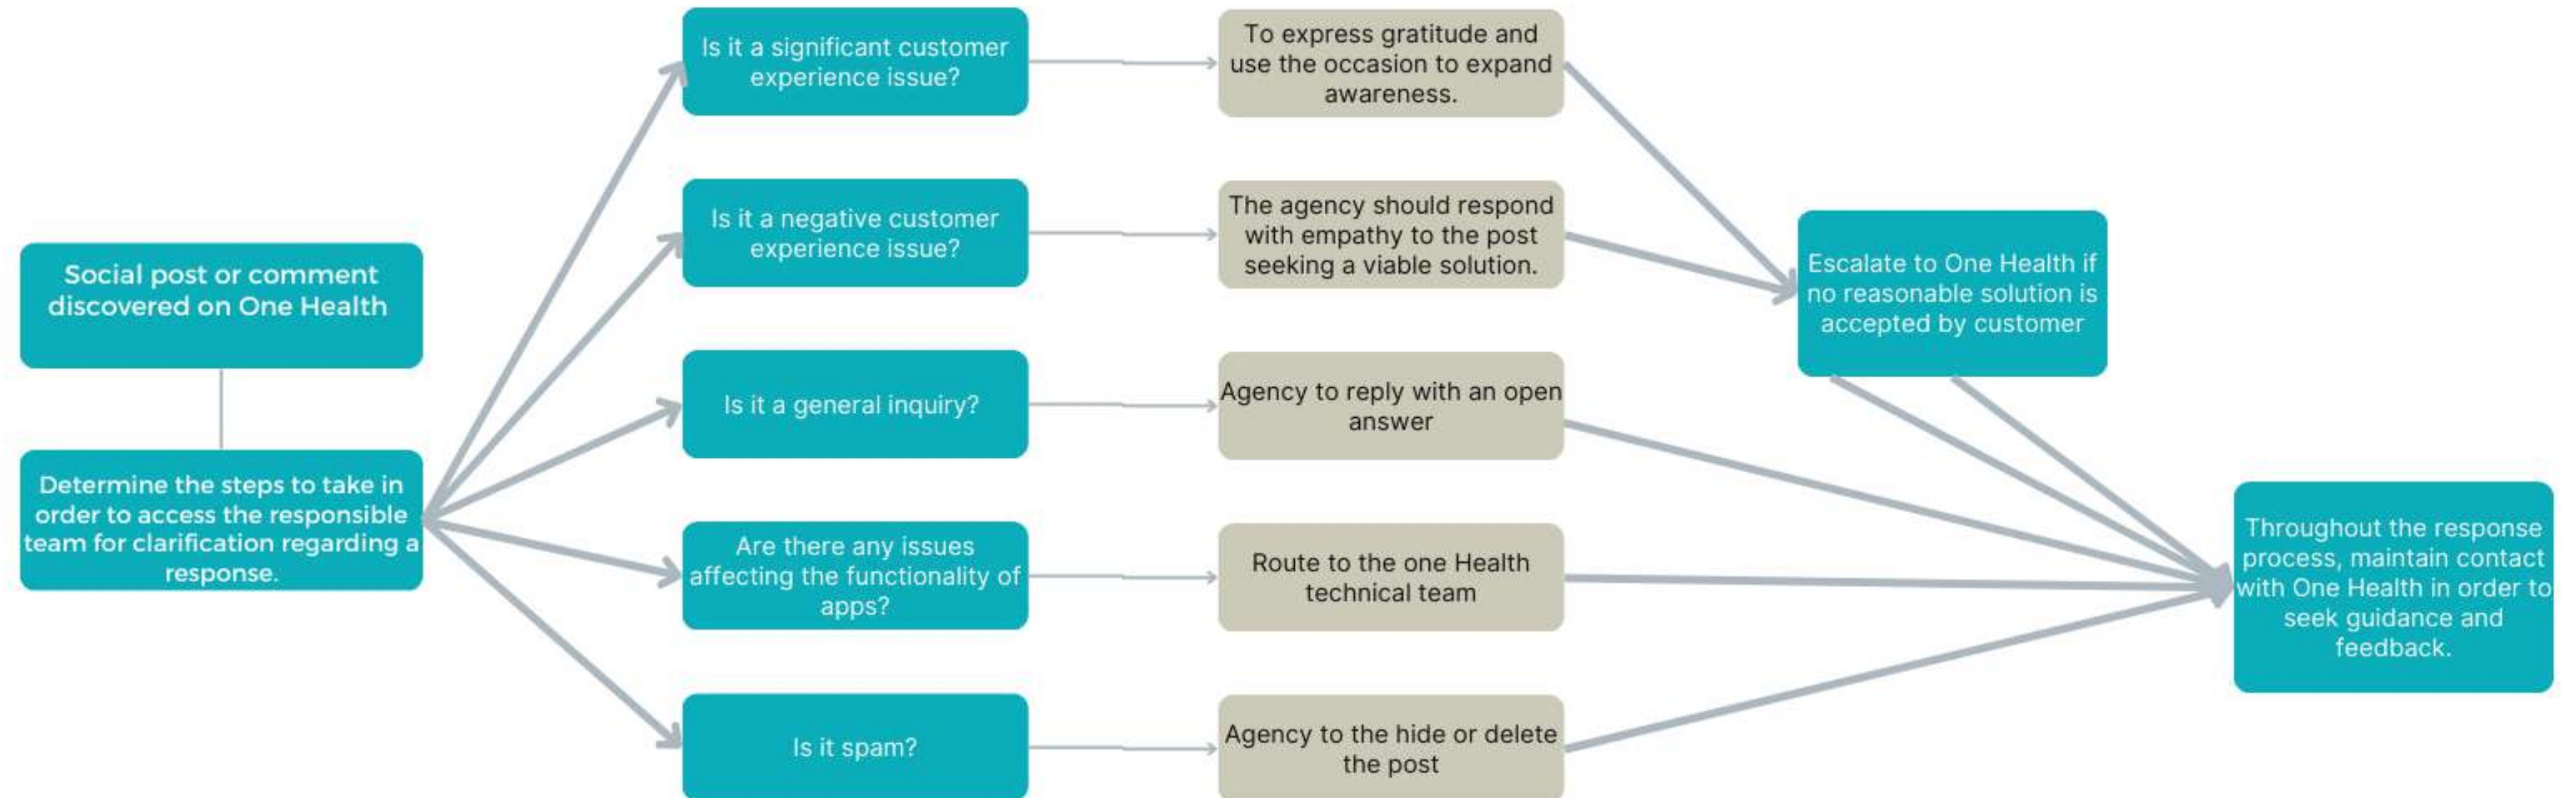 Social post or comment
discovered on One Health
Determine the steps to take in
order to access the responsible
team for clarification regarding a
response.
Is it a significant customer
experience issue?
To express gratitude and
use the occasion to expand
awareness.
Is it a negative customer
experience issue?
The agency should respond
with empathy to the post
seeking a viable solution.
Is it a general inquiry?
Agency to reply with an open
answer
Are there any issues
affecting the functionality of
apps?
Route to the one Health
technical team
Is it spam?
Agency to the hide or delete
the post
Escalate to One Health if
no reasonable solution is
accepted by customer
Throughout the response
process, maintain contact
with One Health in order to
seek guidance and
feedback.